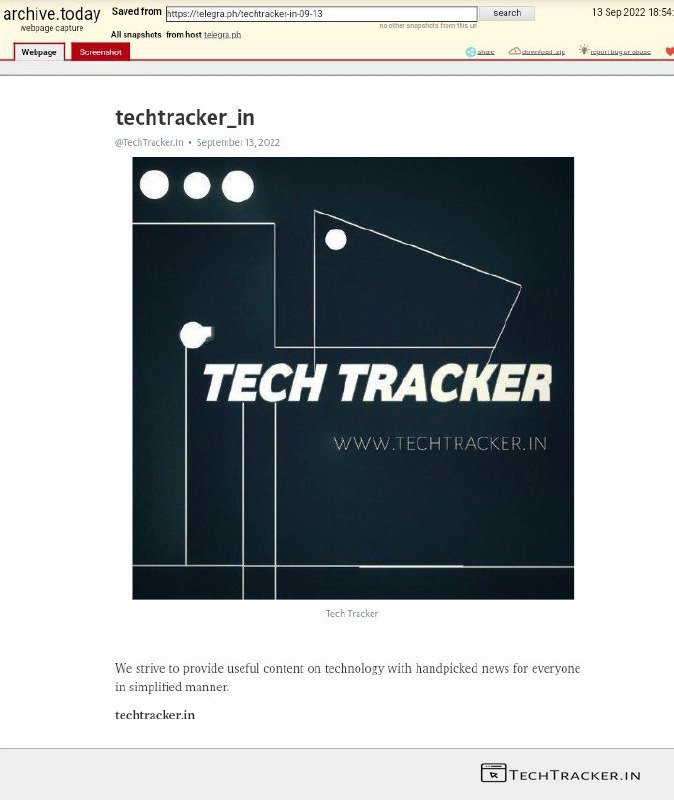 archive.today
webpage capture
Saved from https://telegra.ph/techtracker-in-09-13 search 13 Sep 2022 18:54:
no other snapshots from this url
All snapshots from host telegra.ph
Webpage Screenshot share download .zip report bug or abuse
techtracker_in
@TechTracker.In • September 13, 2022
TECH TRACKER
WWW.TECHTRACKER.IN
Tech Tracker
We strive to provide useful content on technology with handpicked news for everyone
in simplified manner.
techtracker.in
TECHTRACKER.IN